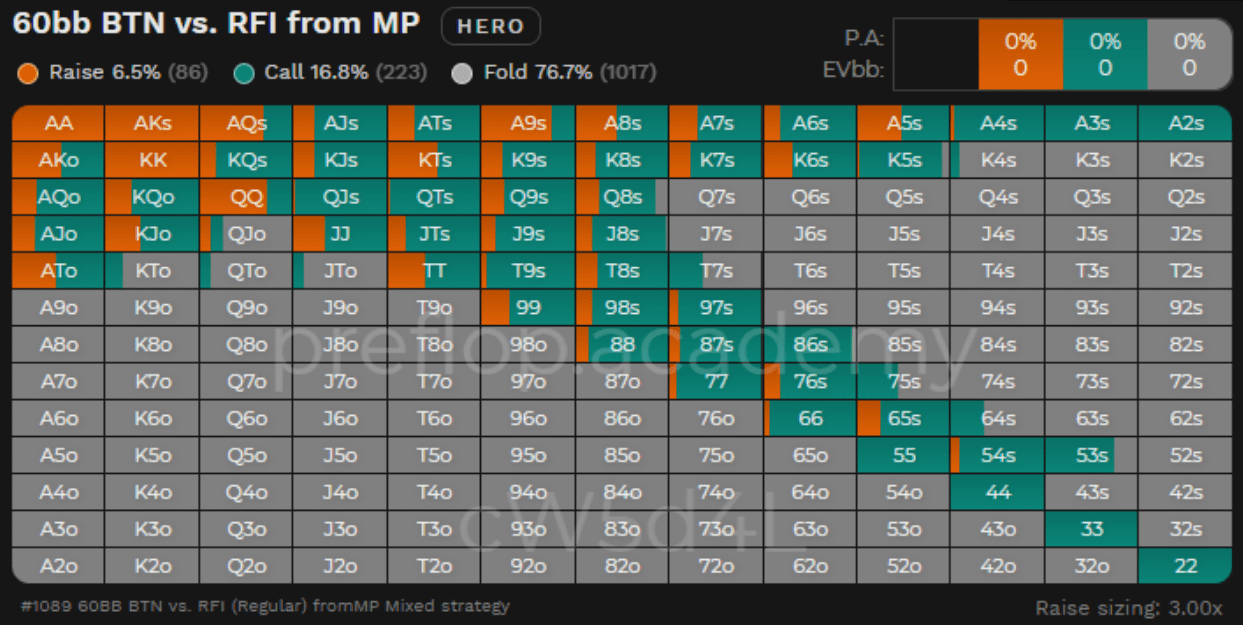 60bb BTN vs. RFI from MP HERO
P.A: 0% 0% 0%
Raise 6.5% (86) Call 16.8% (223) Fold 76.7% (1017)
EVbb: 0 0 0
AA AKs AQs AJs ATs A9s A8s A7s A6s A5s A4s A3s A2s
AKo KK KQs KJs KTs K9s K8s K7s K6s K5s K4s K3s K2s
AQo KQo QQ QJs QTs Q9s Q8s Q7s Q6s Q5s Q4s Q3s Q2s
AJo KJo QJo JJ JTs J9s J8s J7s J6s J5s J4s J3s J2s
ATo KTo QTo JTo TT T9s T8s T7s T6s T5s T4s T3s T2s
A9o K9o Q9o J9o T9o 99 98s 97s 96s 95s 94s 93s 92s
A8o K8o Q8o J8o T8o 98o 88 87s 86s 85s 84s 83s 82s
preflop.academy
A7o K7o Q7o J7o T7o 97o 87o 77 76s 75s 74s 73s 72s
A6o K6o Q6o J6o T6o 96o 86o 76o 66 65s 64s 63s 62s
A5o K5o Q5o J5o T5o 95o 85o 75o 65o 55 54s 53s 52s
A4o K4o Q4o J4o T4o 94o 84o 74o 64o 54o 44 43s 42s
cW5d4L
A3o K3o Q3o J3o T3o 93o 83o 73o 63o 53o 43o 33 32s
A2o K2o Q2o J2o T2o 92o 82o 72o 62o 52o 42o 32o 22
#1089 60BB BTN vs. RFI (Regular) fromMP Mixed strategy
Raise sizing: 3.00x